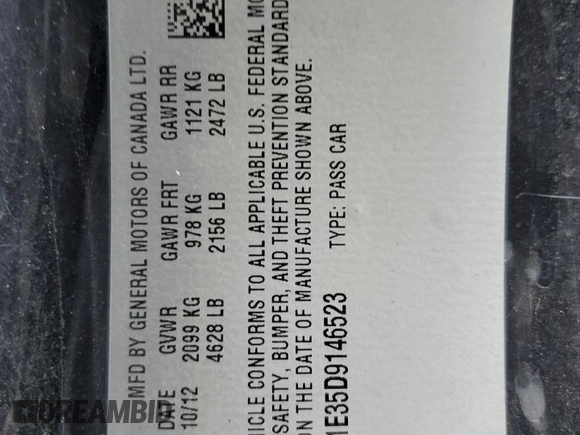 MFD BY GENERAL MOTORS OF CANADA LTD.
DATE GVWR GAWR FRT GAWR RR
10/12 2099 KG 978 KG 1121 KG
4628 LB 2156 LB 2472 LB
ICLE CONFORMS TO ALL APPLICABLE U.S. FEDERAL MO
SAFETY, BUMPER, AND THEFT PREVENTION STANDARD
ON THE DATE OF MANUFACTURE SHOWN ABOVE.
1E35D9146523 TYPE: PASS CAR
DREAMBID